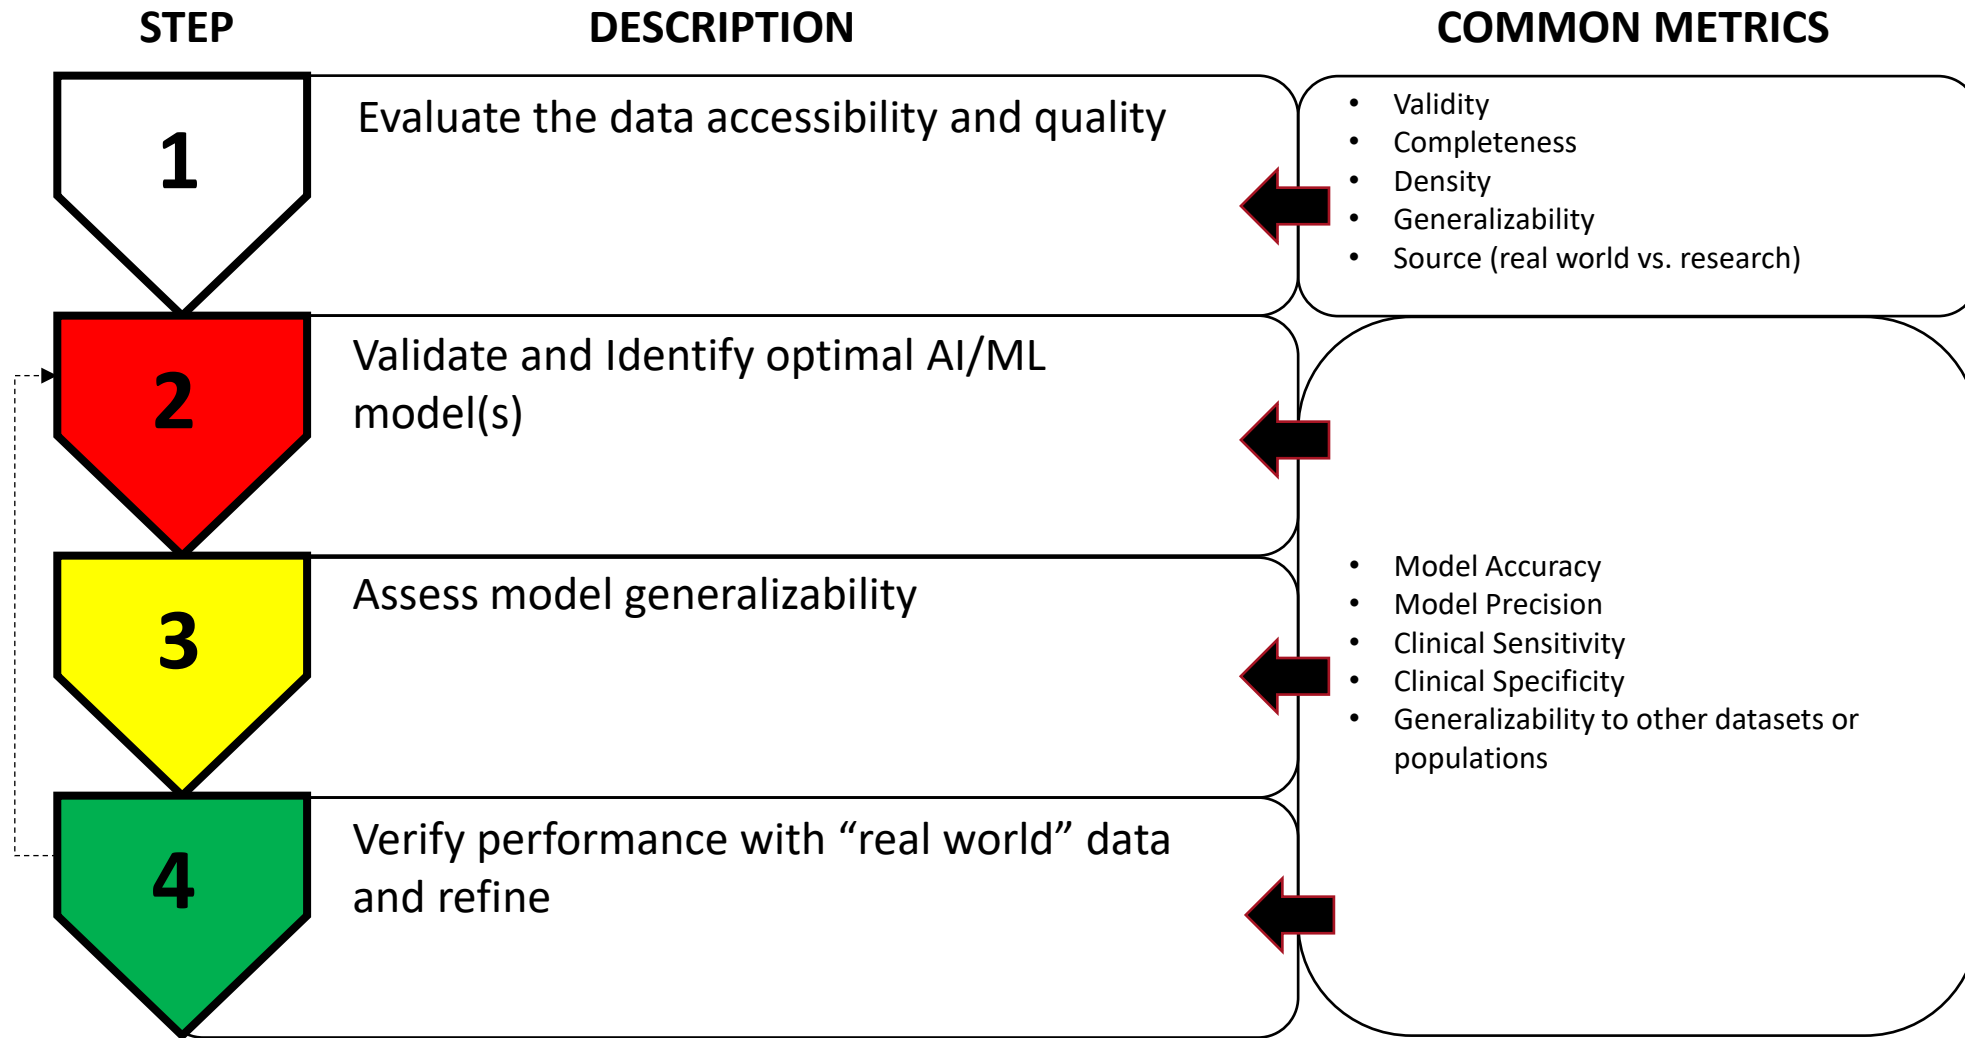 STEP
DESCRIPTION
COMMON METRICS
1
Evaluate the data accessibility and quality
• Validity
• Completeness
• Density
• Generalizability
• Source (real world vs. research)
2
Validate and Identify optimal AI/ML
model(s)
3
Assess model generalizability
• Model Accuracy
• Model Precision
• Clinical Sensitivity
• Clinical Specificity
• Generalizability to other datasets or
populations
4
Verify performance with “real world” data
and refine